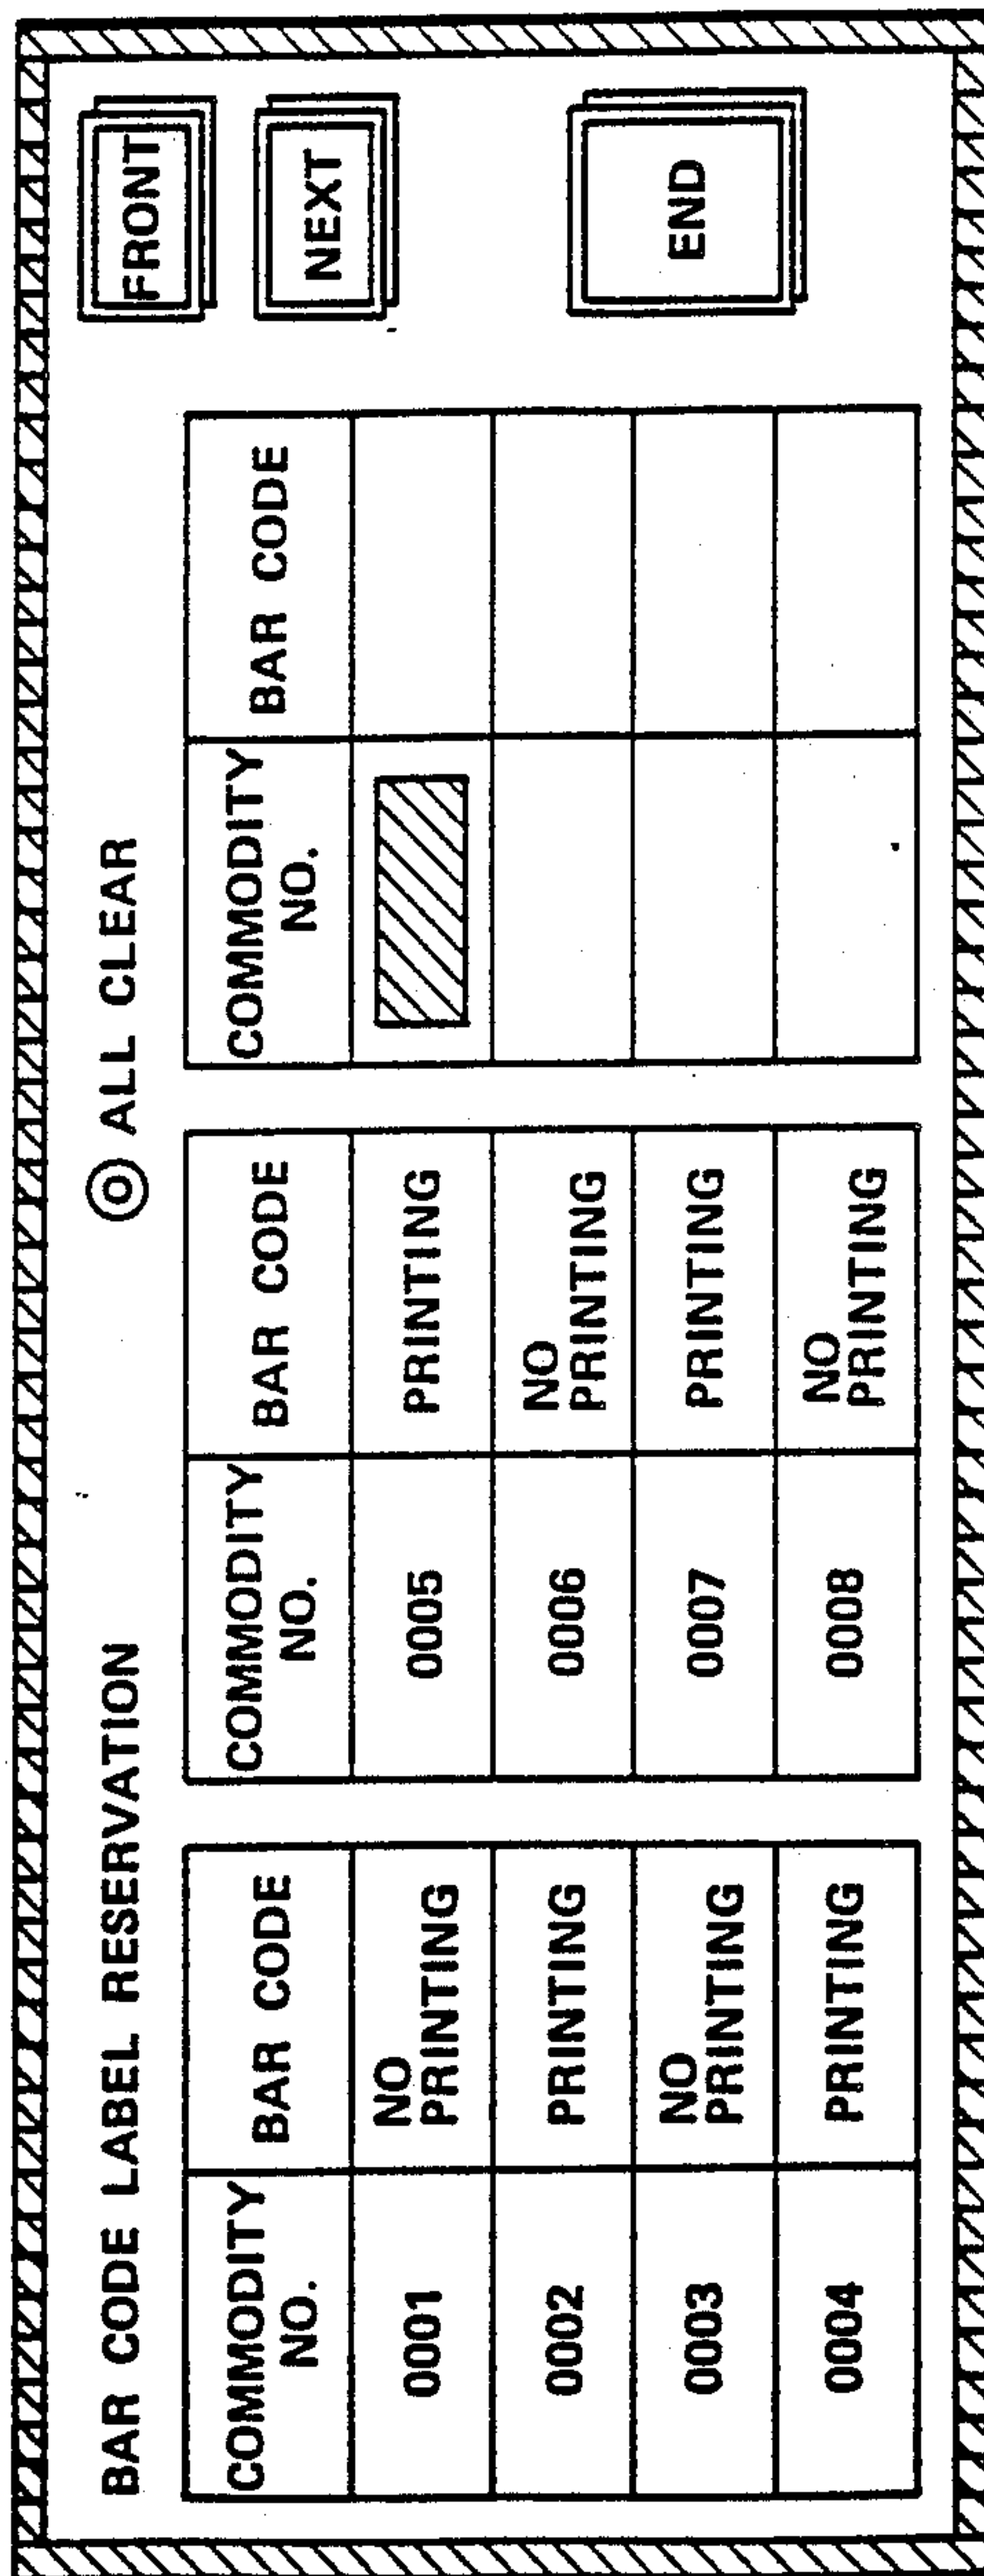 BAR CODE LABEL RESERVATION
◎ ALL CLEAR
FRONT
NEXT
END
COMMODITY
NO.
BAR CODE
0001
NO
PRINTING
0002
PRINTING
0003
NO
PRINTING
0004
PRINTING
COMMODITY
NO.
BAR CODE
0005
PRINTING
0006
NO
PRINTING
0007
PRINTING
0008
NO
PRINTING
COMMODITY
NO.
BAR CODE